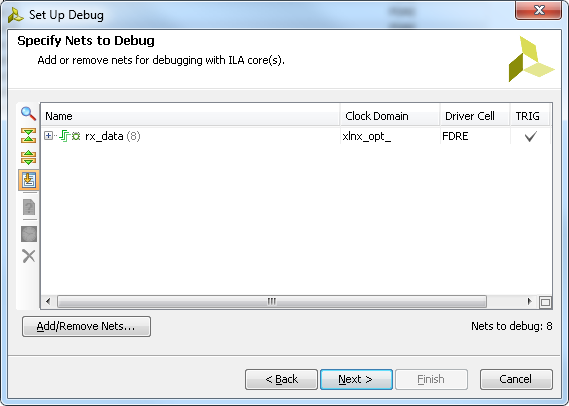 Set Up Debug
Specify Nets to Debug
Add or remove nets for debugging with ILA core(s).
Name Clock Domain Driver Cell TRIG
rx_data (8) xlnx_opt_ FDRE
Add/Remove Nets... Nets to debug: 8
< Back Next > Finish Cancel